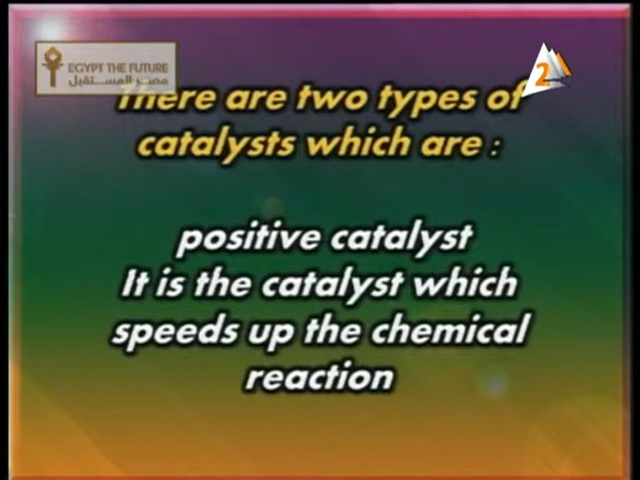 EGYPT THE FUTURE
مصر المستقبل
2
There are two types of
catalysts which are :
positive catalyst
It is the catalyst which
speeds up the chemical
reaction